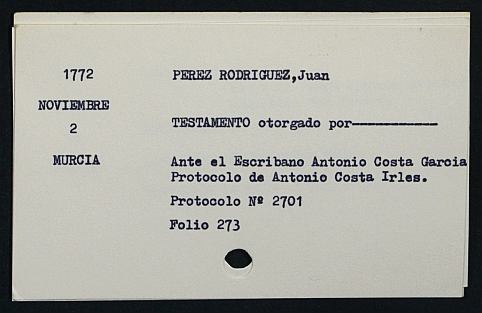 1772 PEREZ RODRIGUEZ,Juan
NOVIEMBRE
2 TESTAMENTO otorgado por------------
MURCIA Ante el Escribano Antonio Costa Garcia
Protocolo de Antonio Costa Irles.
Protocolo Nº 2701
Folio 273